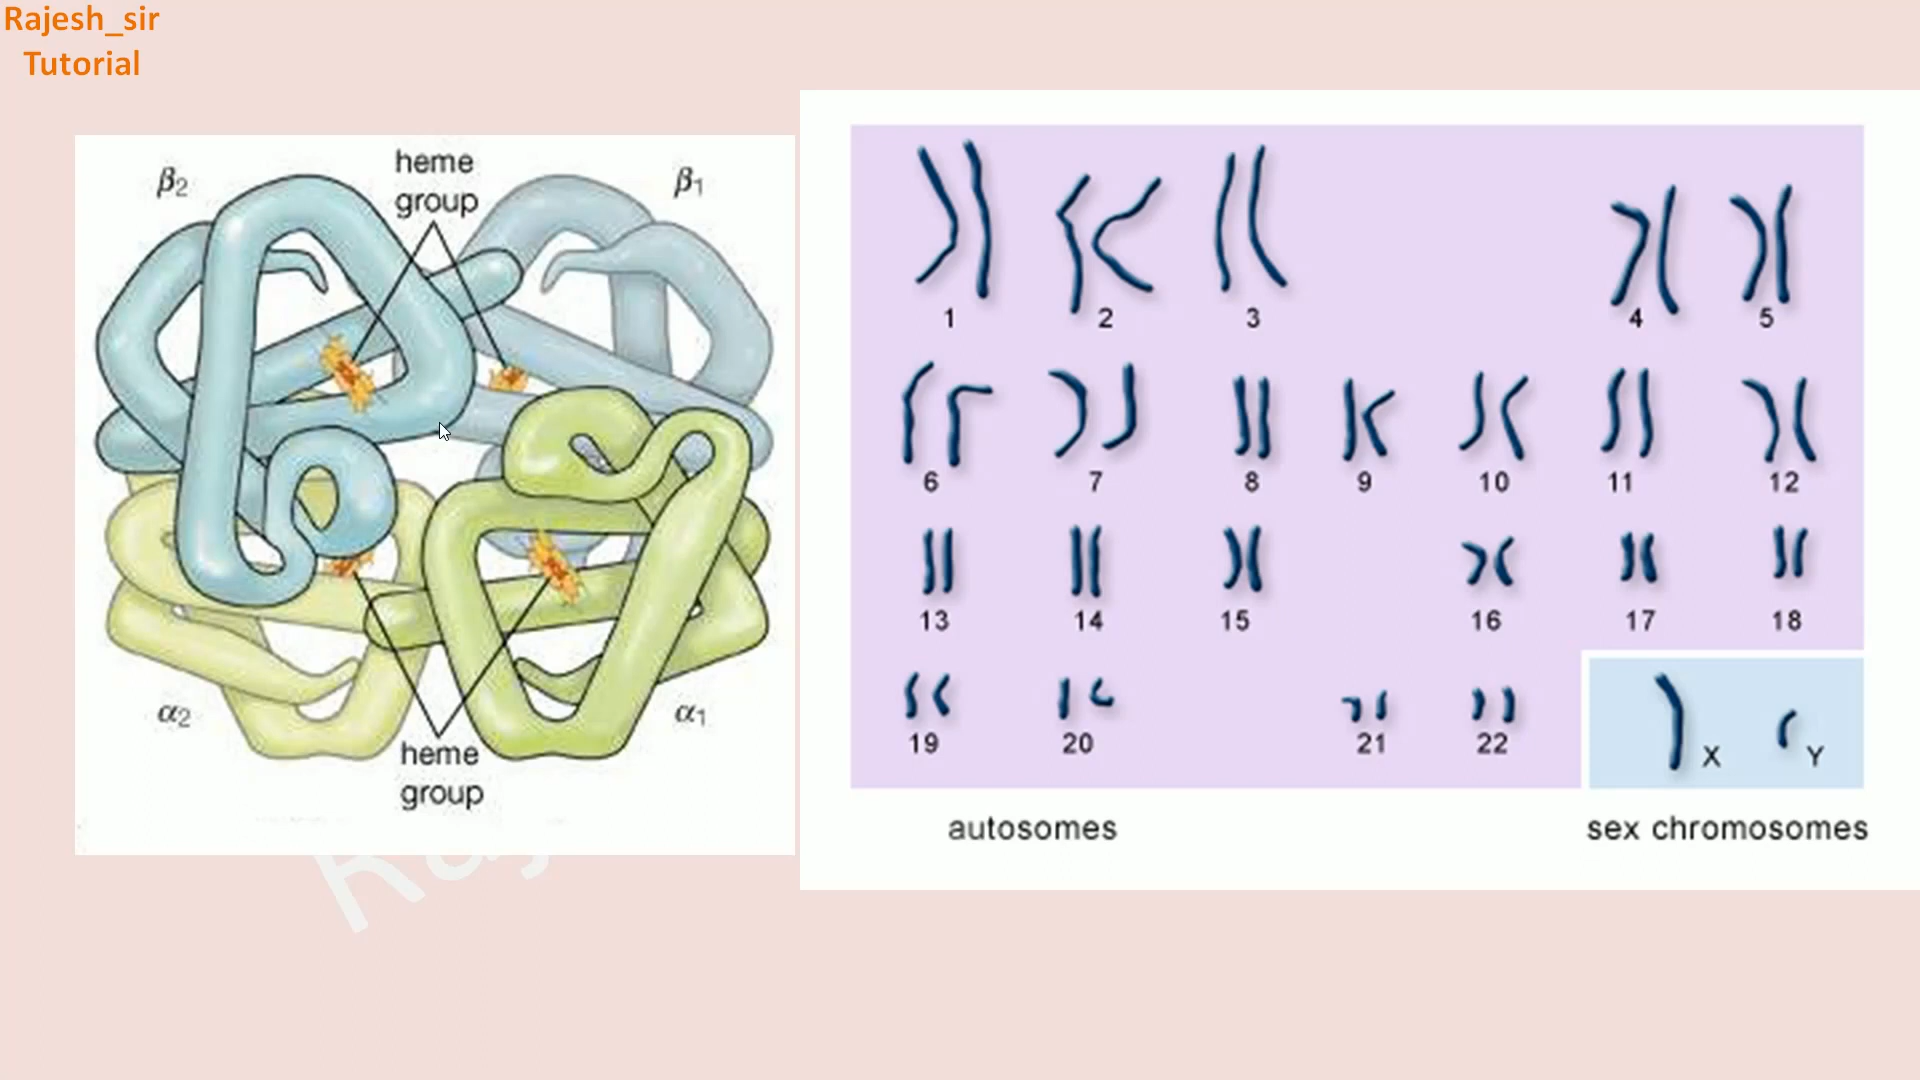 Rajesh_sir
Tutorial
heme
group
β2
β1
α2
α1
heme
group
1
2
3
4
5
6
7
8
9
10
11
12
13
14
15
16
17
18
19
20
21
22
X
Y
autosomes
sex chromosomes